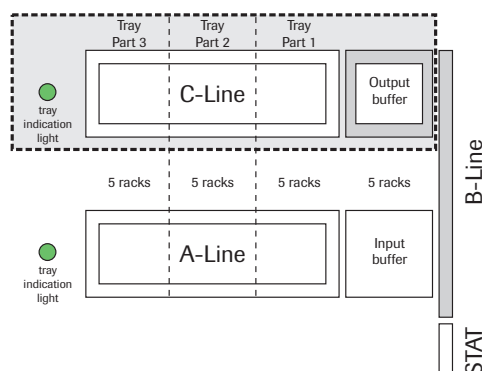 Tray
Part 3
Tray
Part 2
Tray
Part 1
C-Line
Output
buffer
tray
indication
light
5 racks
5 racks
5 racks
5 racks
B-Line
A-Line
Input
buffer
tray
indication
light
STAT